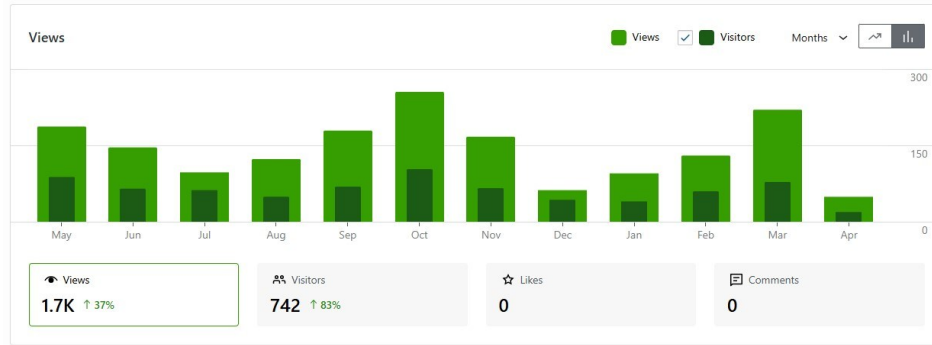 Views
Views Visitors Months
300
150
0
May Jun Jul Aug Sep Oct Nov Dec Jan Feb Mar Apr
Views
1.7K ↑ 37%
Visitors
742 ↑ 83%
Likes
0
Comments
0